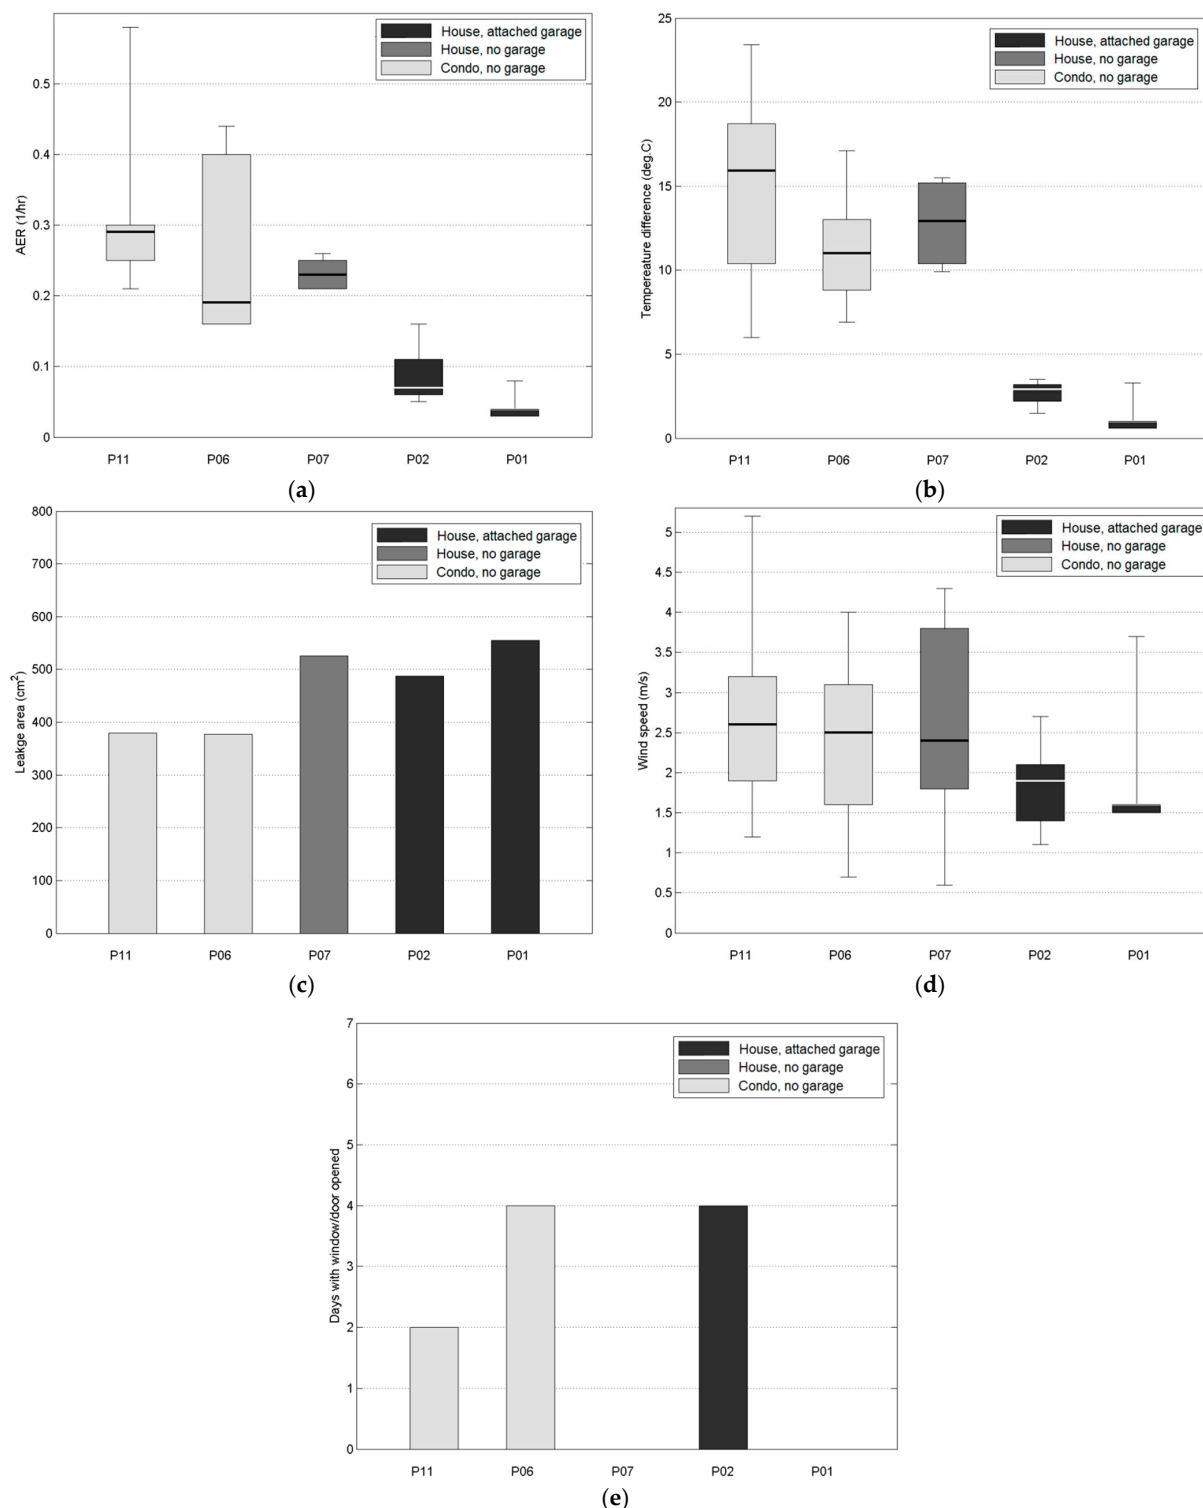 House, attached garage
House, no garage
Condo, no garage
0.5
0.4
0.3
0.2
0.1
0
AER (1/hr)
P11 P06 P07 P02 P01
(a)
House, attached garage
House, no garage
Condo, no garage
25
20
15
10
5
0
Tempereature difference (deg.C)
P11 P06 P07 P02 P01
(b)
House, attached garage
House, no garage
Condo, no garage
800
700
600
500
400
300
200
100
0
Leakge area (cm²)
P11 P06 P07 P02 P01
(c)
House, attached garage
House, no garage
Condo, no garage
5
4.5
4
3.5
3
2.5
2
1.5
1
0.5
0
Wind speed (m/s)
P11 P06 P07 P02 P01
(d)
House, attached garage
House, no garage
Condo, no garage
7
6
5
4
3
2
1
0
Days with window/door opened
P11 P06 P07 P02 P01
(e)